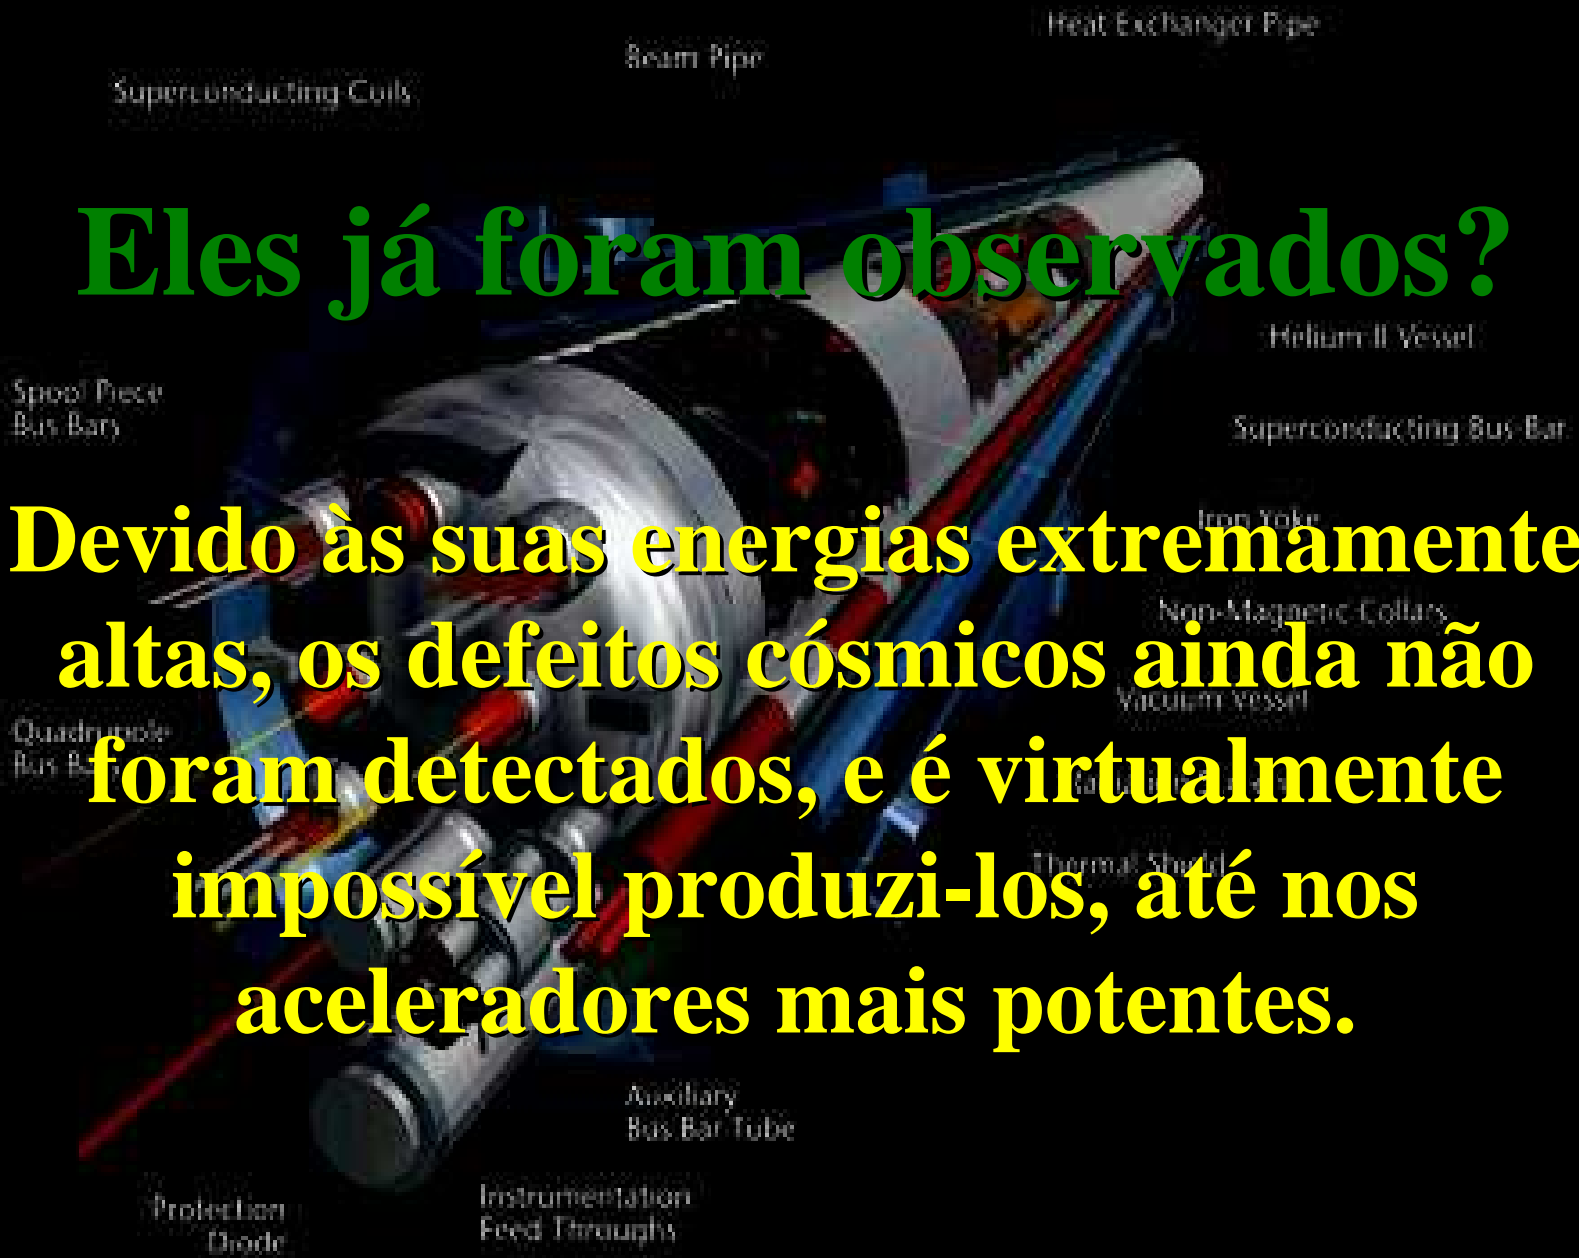 Heat Exchanger Pipe
Beam Pipe
Superconducting Coils
Eles já foram observados?
Helium-II Vessel
Spool Piece
Bus Bars
Superconducting Bus-Bar
Iron Yoke
Devido às suas energias extremamente
Non-Magnetic Collars
altas, os defeitos cósmicos ainda não
Vacuum Vessel
Quadrupole
Bus
foram detectados, e é virtualmente
Thermal Shield
impossível produzi-los, até nos
aceleradores mais potentes.
Auxiliary
Bus Bar Tube
Protection
Diode
Instrumentation
Feed Throughs